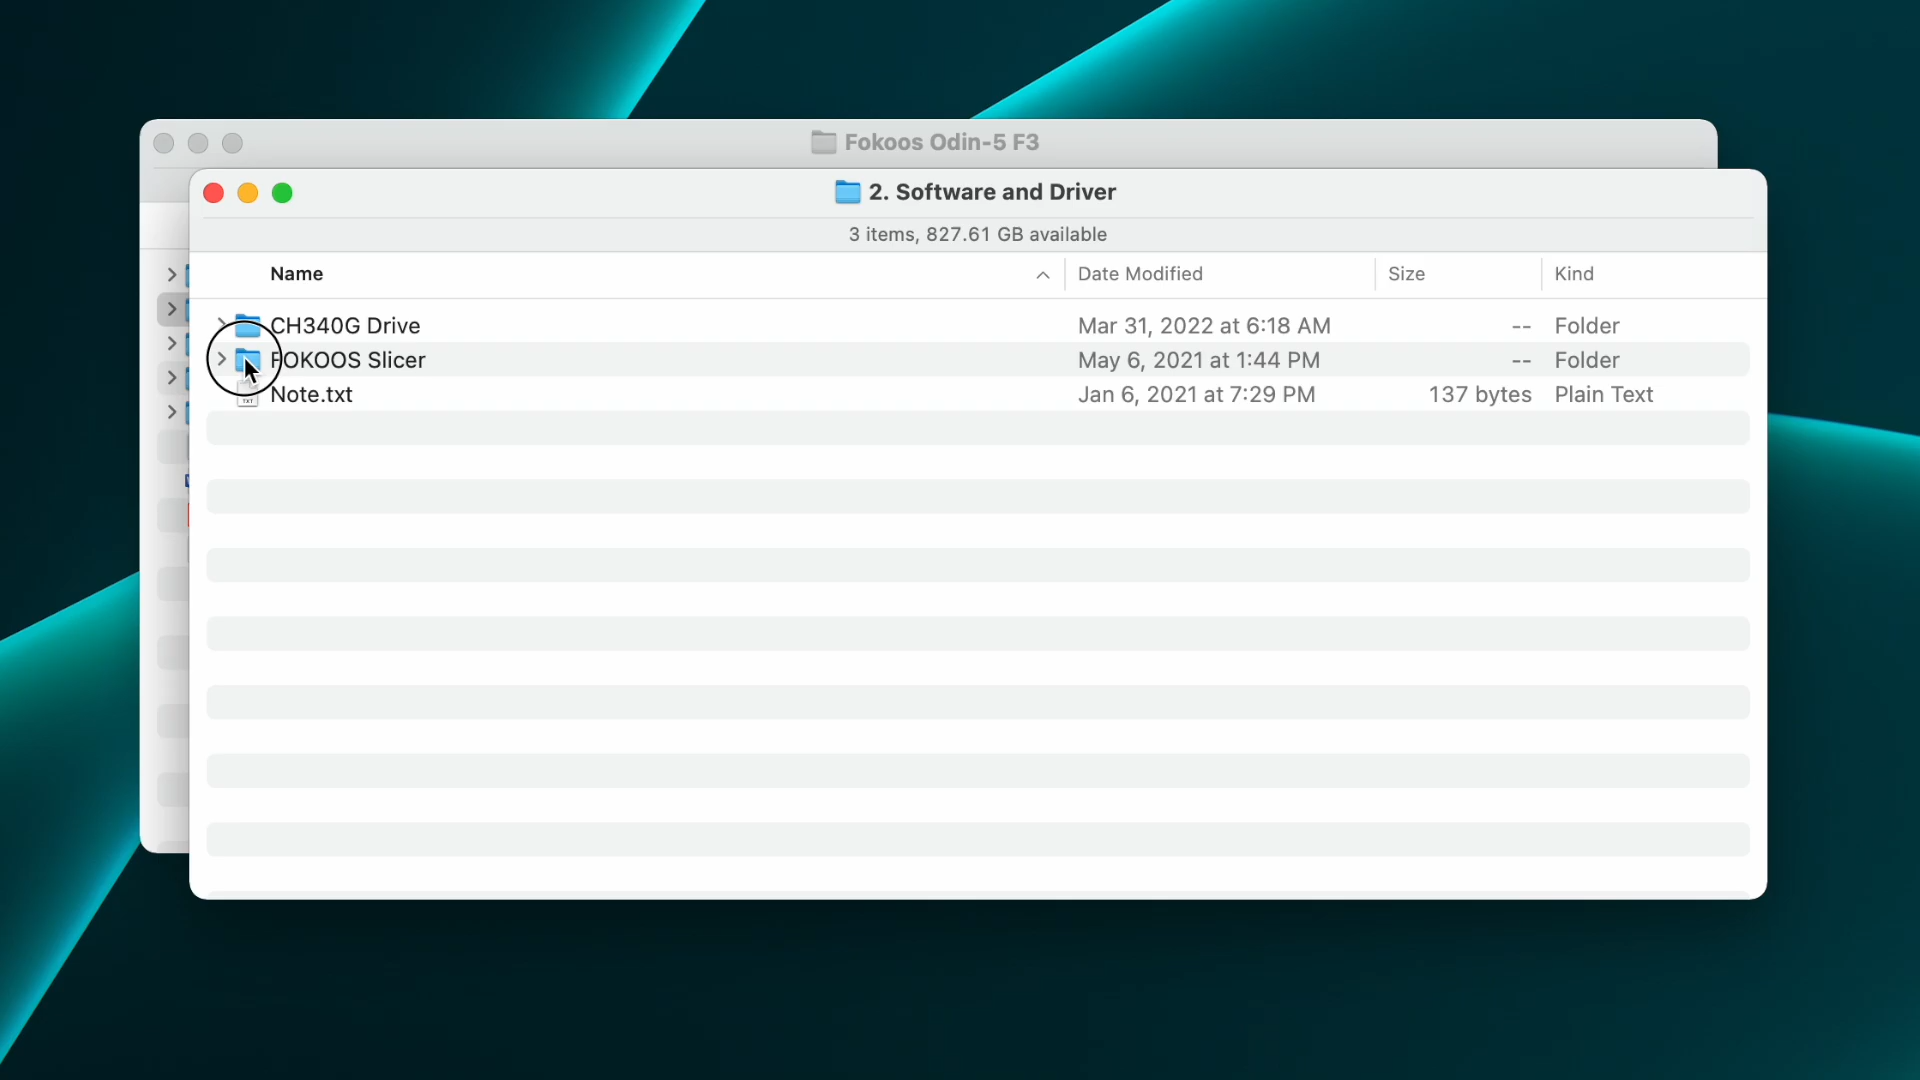 Fokoos Odin-5 F3
2. Software and Driver
3 items, 827.61 GB available
Name Date Modified Size Kind
CH340G Drive Mar 31, 2022 at 6:18 AM -- Folder
FOKOOS Slicer May 6, 2021 at 1:44 PM -- Folder
TXT Note.txt Jan 6, 2021 at 7:29 PM 137 bytes Plain Text